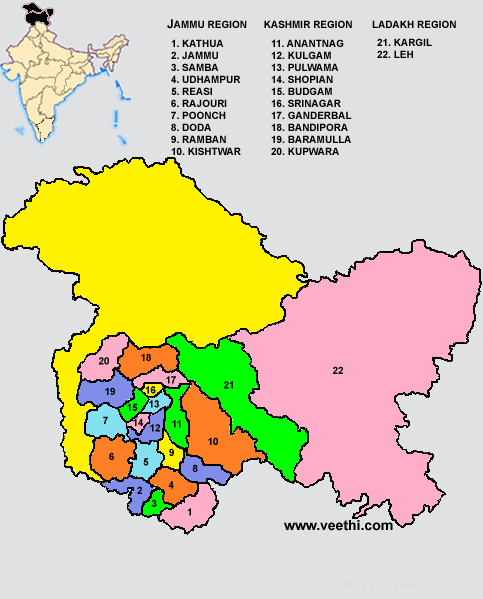 JAMMU REGION
1. KATHUA
2. JAMMU
3. SAMBA
4. UDHAMPUR
5. REASI
6. RAJOURI
7. POONCH
8. DODA
9. RAMBAN
10. KISHTWAR
KASHMIR REGION
11. ANANTNAG
12. KULGAM
13. PULWAMA
14. SHOPIAN
15. BUDGAM
16. SRINAGAR
17. GANDERBAL
18. BANDIPORA
19. BARAMULLA
20. KUPWARA
LADAKH REGION
21. KARGIL
22. LEH
20
18
17
16
19
15
13
21
22
7
14
12
11
10
6
5
9
8
4
2
3
1
www.veethi.com